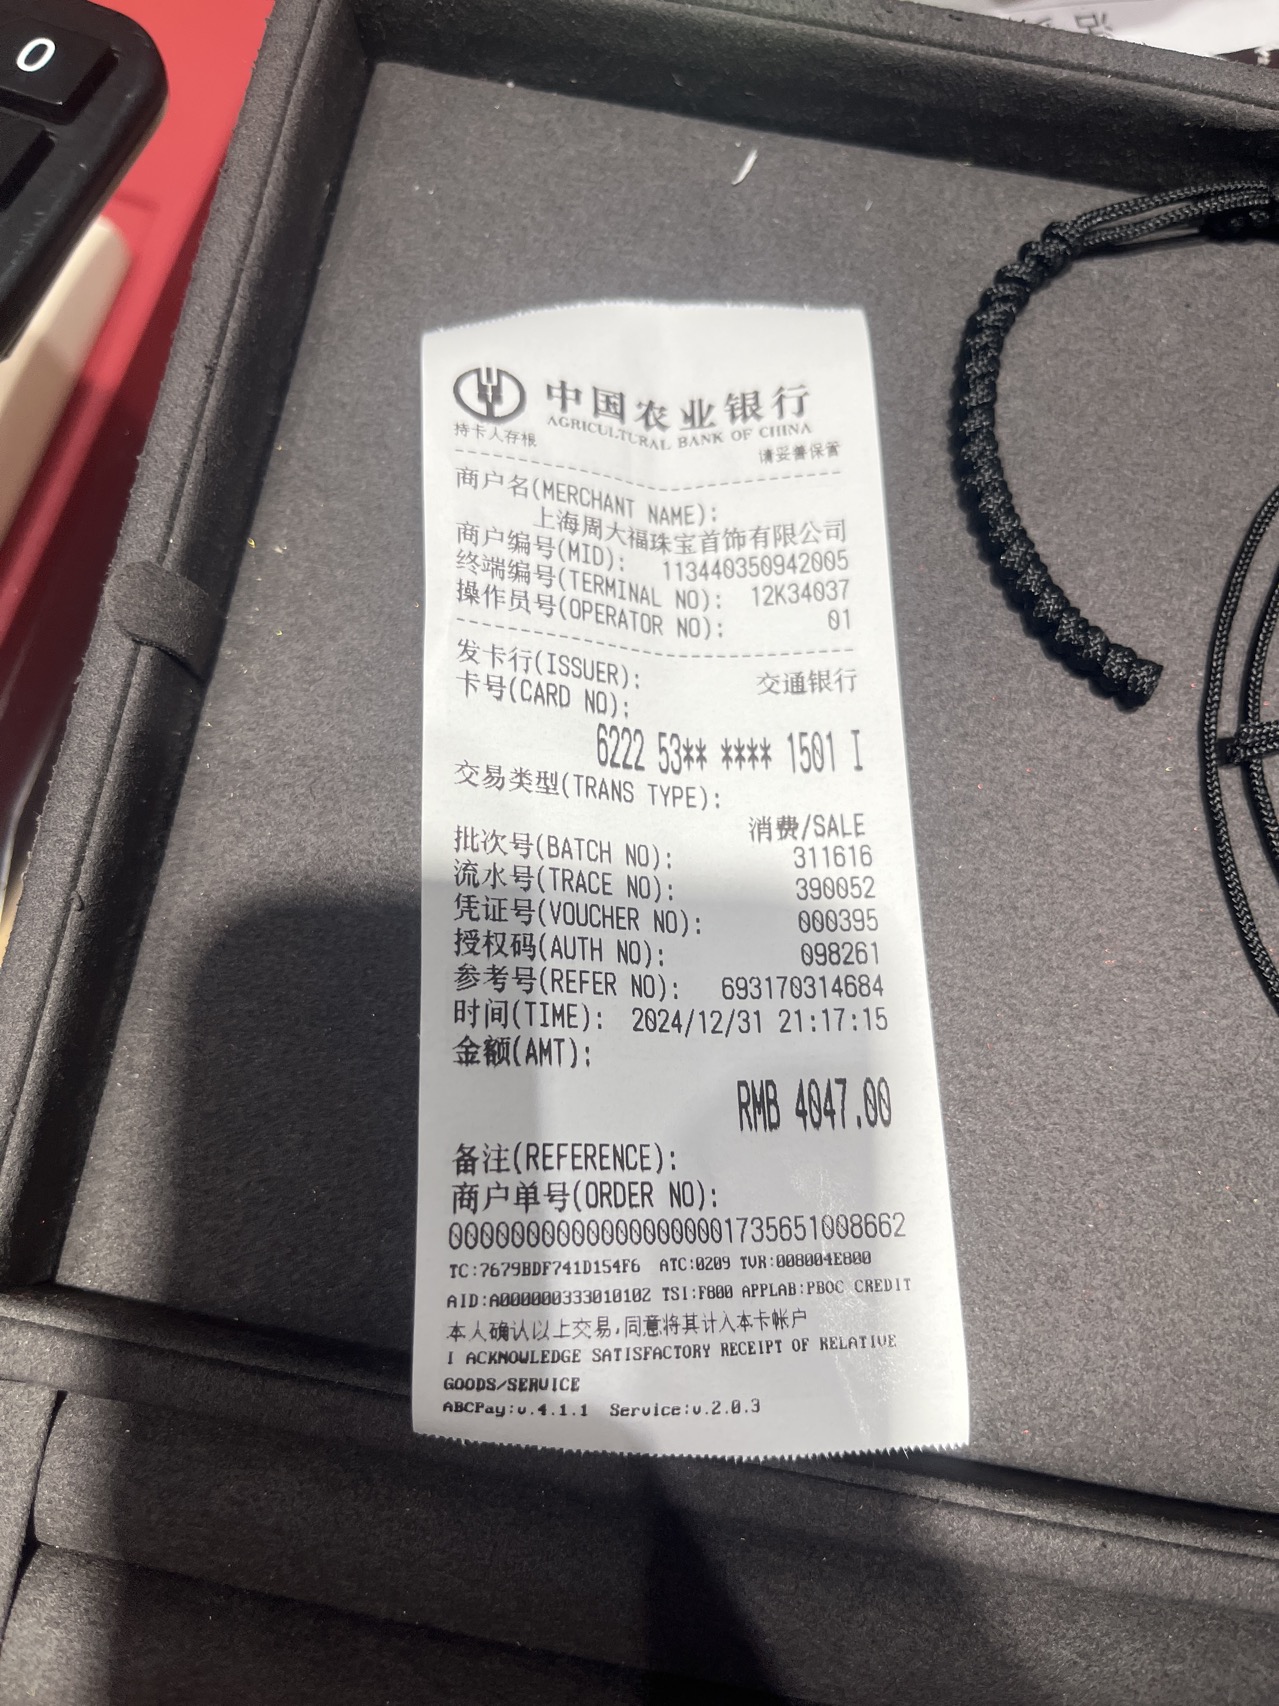 0
中国农业银行
AGRICULTURAL BANK OF CHINA
持卡人存根
请妥善保管
商户名(MERCHANT NAME):
上海周大福珠宝首饰有限公司
商户编号(MID): 113440350942005
终端编号(TERMINAL NO): 12K34037
操作员号(OPERATOR NO): 01
发卡行(ISSUER): 交通银行
卡号(CARD NO):
6222 53** **** 1501 I
交易类型(TRANS TYPE):
消费/SALE
批次号(BATCH NO): 311616
流水号(TRACE NO): 390052
凭证号(VOUCHER NO): 000395
授权码(AUTH NO): 098261
参考号(REFER NO): 693170314684
时间(TIME): 2024/12/31 21:17:15
金额(AMT):
RMB 4047.00
备注(REFERENCE):
商户单号(ORDER NO):
00000000000000000001735651008662
TC:7679BDF741D154F6 ATC:0209 TVR:008004E800
AID:A000000333010102 TSI:F800 APPLAB:PBOC CREDIT
本人确认以上交易,同意将其计入本卡帐户
I ACKNOWLEDGE SATISFACTORY RECEIPT OF RELATIVE
GOODS/SERVICE
ABCPay:v.4.1.1 Service:v.2.0.3